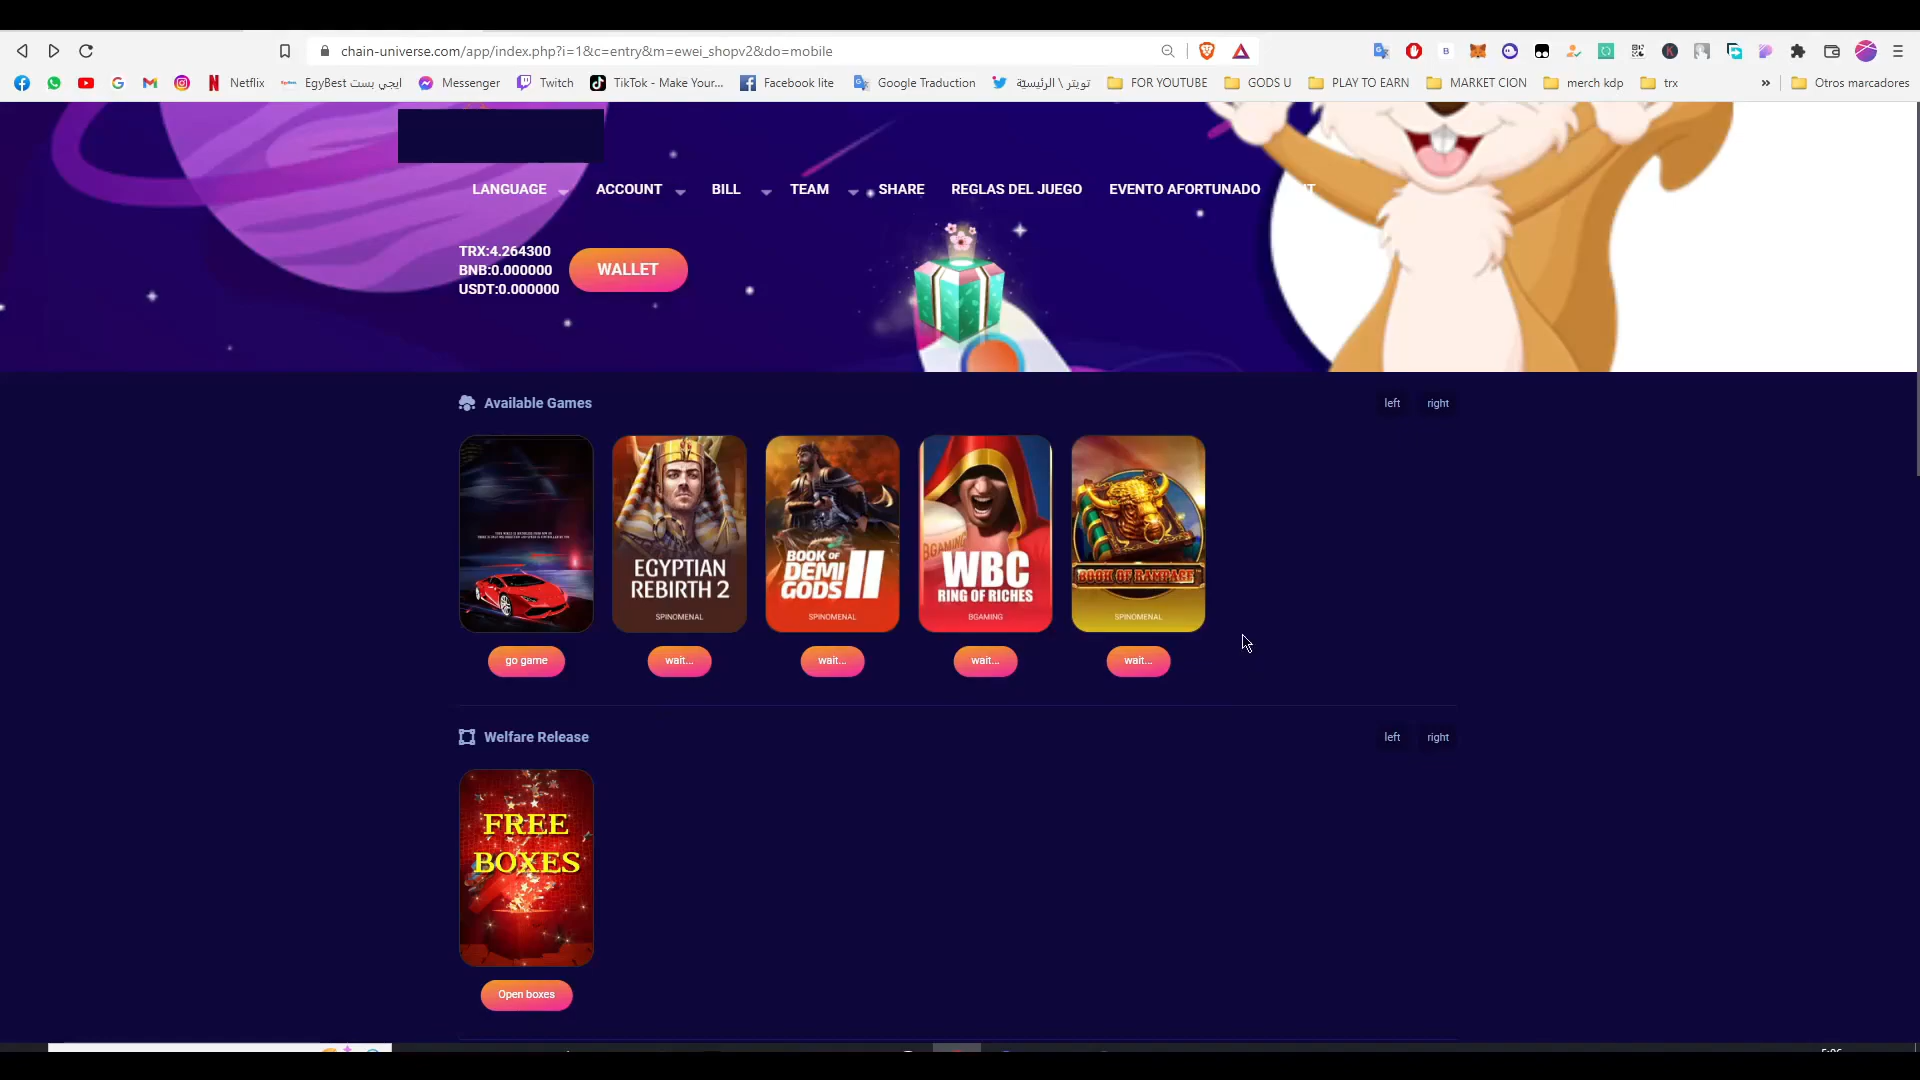 chain-universe.com/app/index.php?i=1&c=entry&m=ewei_shopv2&do=mobile
Netflix
EgyBest ايجي بست
Messenger
Twitch
TikTok - Make Your...
Facebook lite
Google Traduction
تويتر \ الرئيسيّة
FOR YOUTUBE
GODS U
PLAY TO EARN
MARKET CION
merch kdp
trx
»
Otros marcadores
LANGUAGE
ACCOUNT
BILL
TEAM
SHARE
REGLAS DEL JUEGO
EVENTO AFORTUNADO
TRX:4.264300
BNB:0.000000
USDT:0.000000
WALLET
Available Games
left
right
EGYPTIAN
REBIRTH 2
SPINOMENAL
BOOK OF
DEMI
GODS II
SPINOMENAL
BGAMING
WBC
RING OF RICHES
BGAMING
BOOK OF RAMPAGE
SPINOMENAL
go game
wait...
wait...
wait...
wait...
Welfare Release
left
right
FREE
BOXES
Open boxes